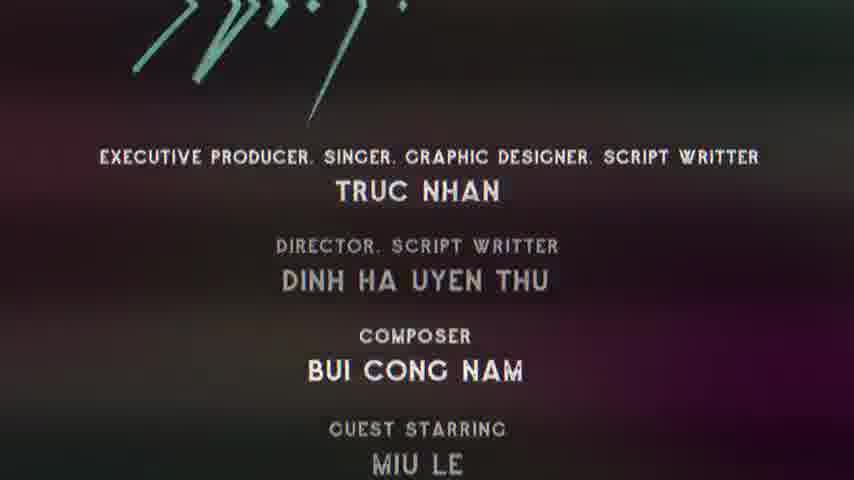 EXECUTIVE PRODUCER. SINGER. GRAPHIC DESIGNER. SCRIPT WRITTER
TRUC NHAN
DIRECTOR. SCRIPT WRITTER
DINH HA UYEN THU
COMPOSER
BUI CONG NAM
GUEST STARRING
MIU LE